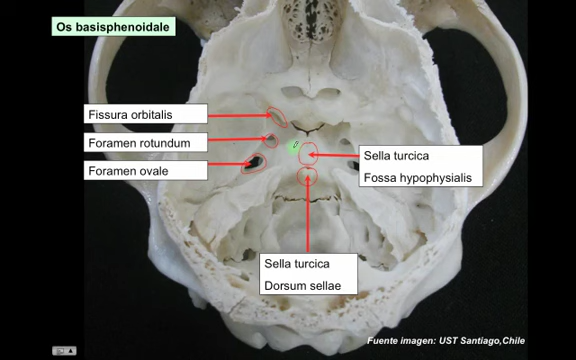 Os basisphenoidale
Fissura orbitalis
Foramen rotundum
Foramen ovale
Sella turcica
Fossa hypophysialis
Sella turcica
Dorsum sellae
Fuente imagen: UST Santiago,Chile